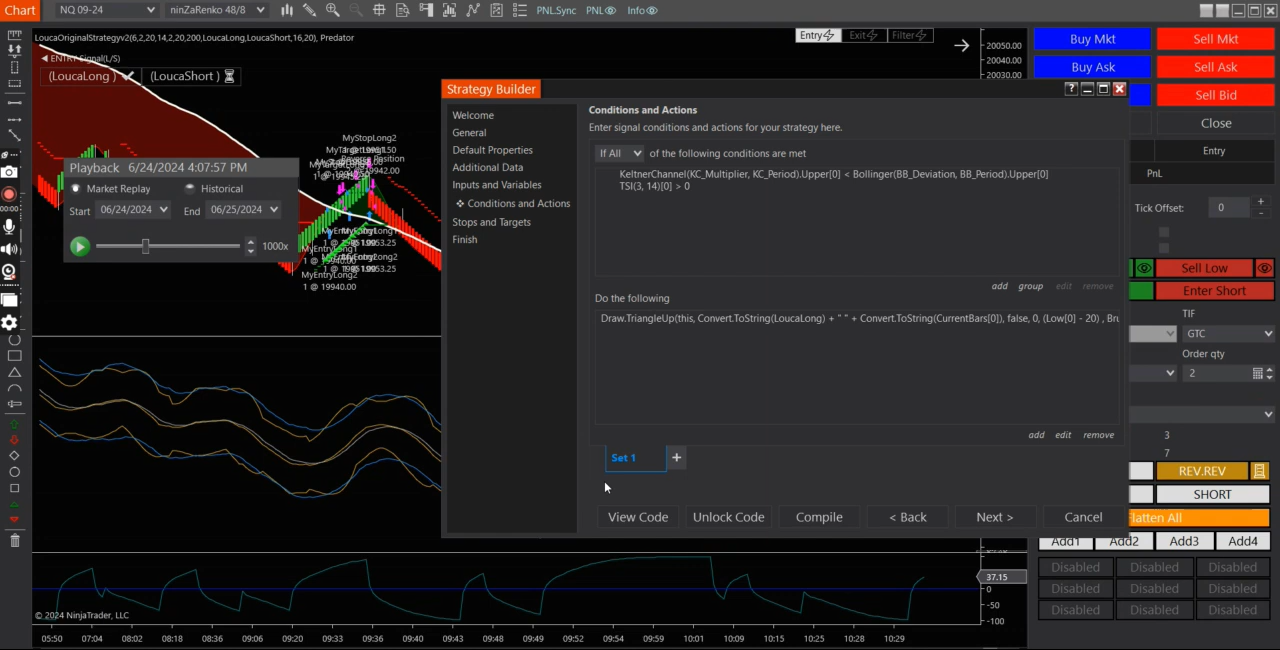 Chart
NQ 09-24
ninZaRenko 48/8
PNL.Sync
PNL
Info
LoucaOriginalStrategyv2(6,2,20,14,2,20,200,LoucaLong,LoucaShort,16,20), Predator
ENTRY Signal(L/S)
(LoucaLong )
(LoucaShort )
Entry
Exit
Filter
20050.00
20040.00
20030.00
Buy Mkt
Sell Mkt
Buy Ask
Sell Ask
Sell Bid
Close
Entry
PnL
Tick Offset:
0
Sell Low
Enter Short
TIF
GTC
Order qty
2
3
7
REV.REV
SHORT
Flatten All
Add1
Add2
Add3
Add4
Disabled
Disabled
Disabled
Disabled
Disabled
Disabled
Disabled
Disabled
Disabled
Playback 6/24/2024 4:07:57 PM
Market Replay
Historical
Start
06/24/2024
End
06/25/2024
1000x
00:00
MyStopLong2
MyEntryLong2
1 @ 19940.00
Strategy Builder
Welcome
General
Default Properties
Additional Data
Inputs and Variables
Conditions and Actions
Stops and Targets
Finish
Conditions and Actions
Enter signal conditions and actions for your strategy here.
If All
of the following conditions are met
KeltnerChannel(KC_Multiplier, KC_Period).Upper[0] < Bollinger(BB_Deviation, BB_Period).Upper[0]
TSI(3, 14)[0] > 0
add group edit remove
Do the following
Draw.TriangleUp(this, Convert.ToString(LoucaLong) + " " + Convert.ToString(CurrentBars[0]), false, 0, (Low[0] - 20) , Bru
add edit remove
Set 1
+
View Code
Unlock Code
Compile
< Back
Next >
Cancel
37.15
0
-50
-100
© 2024 NinjaTrader, LLC
05:50 07:04 08:02 08:18 08:36 09:06 09:20 09:33 09:36 09:40 09:43 09:48 09:49 09:52 09:54 09:59 10:01 10:09 10:15 10:25 10:28 10:29